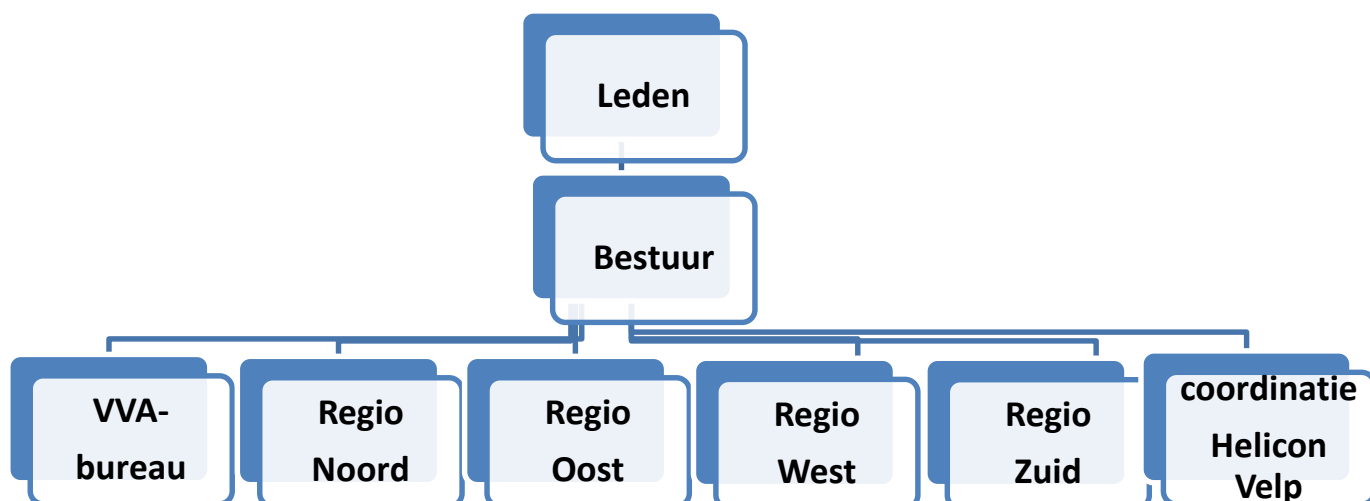 Leden
Bestuur
VVA-
bureau
Regio
Noord
Regio
Oost
Regio
West
Regio
Zuid
coordinatie
Helicon
Velp